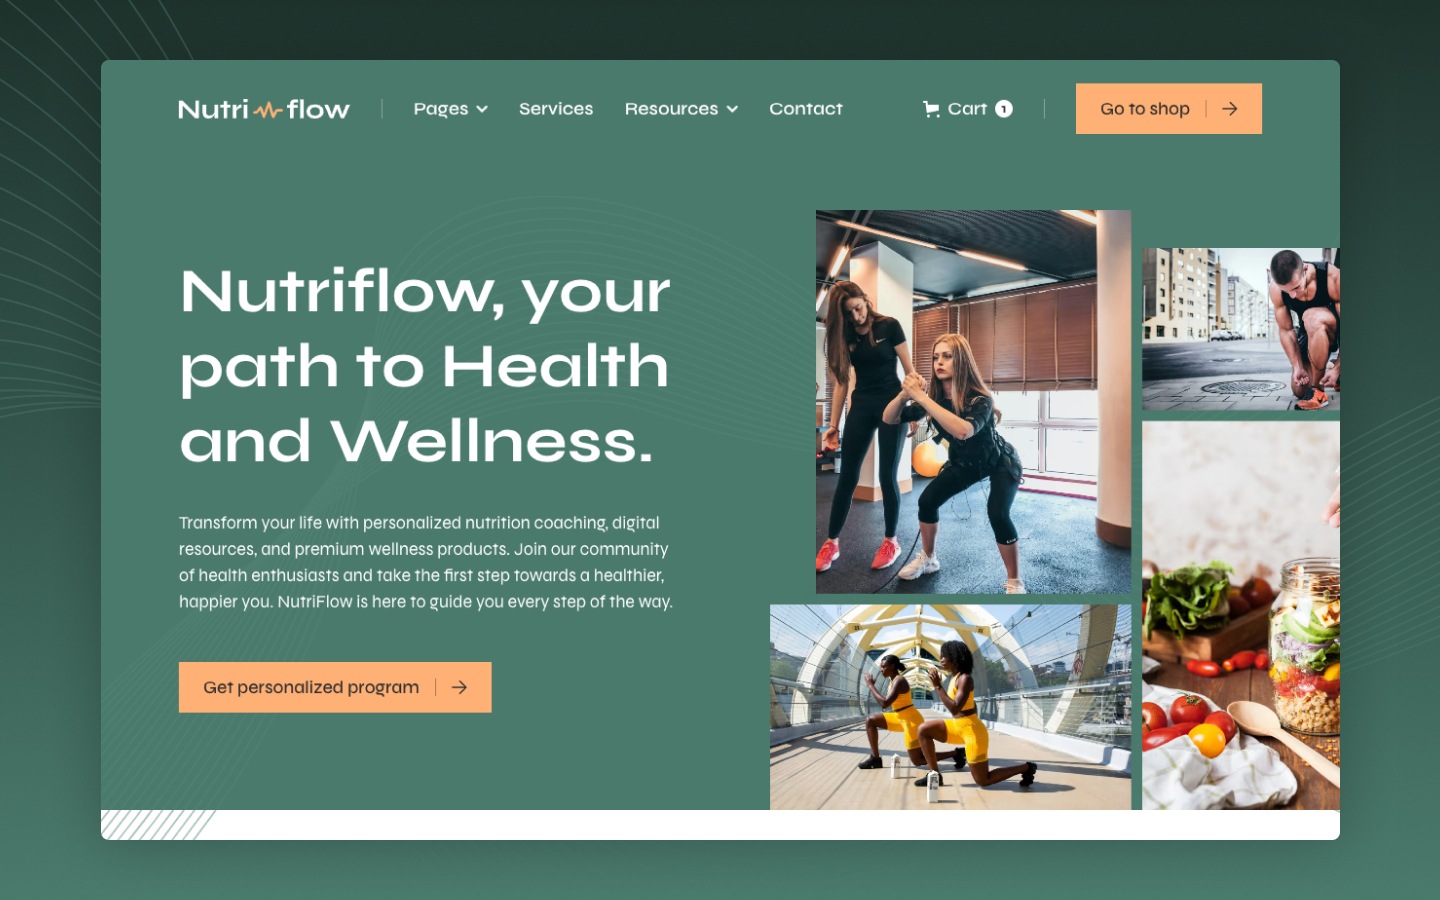 Nutri flow
Pages
Services
Resources
Contact
Cart 1
Go to shop
Nutriflow, your
path to Health
and Wellness.
Transform your life with personalized nutrition coaching, digital
resources, and premium wellness products. Join our community
of health enthusiasts and take the first step towards a healthier,
happier you. NutriFlow is here to guide you every step of the way.
Get personalized program